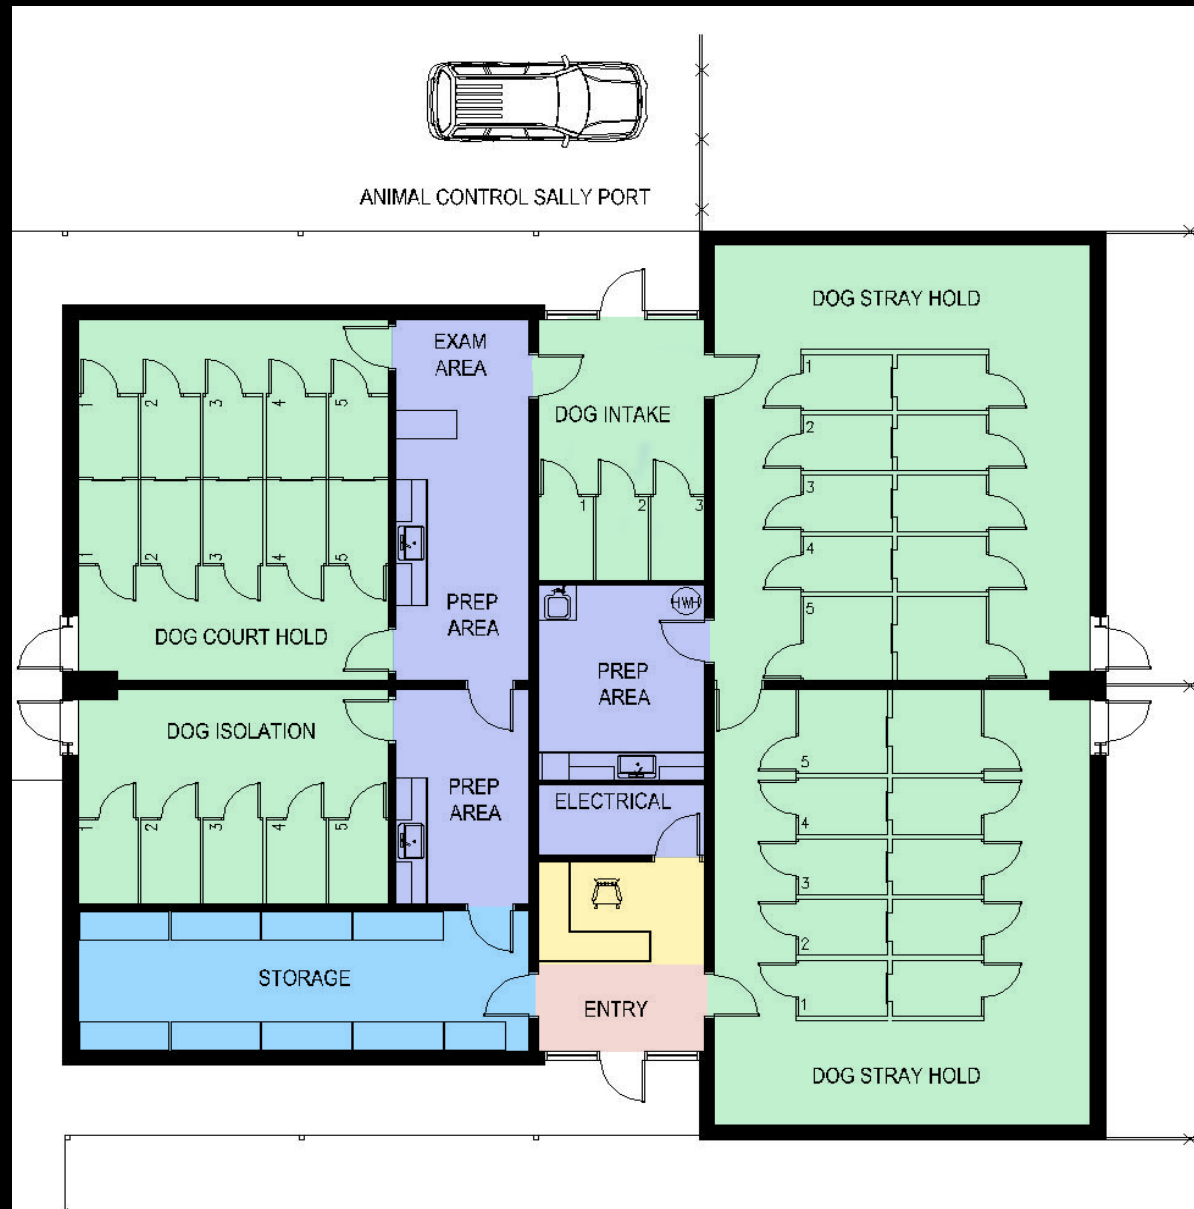 ANIMAL CONTROL SALLY PORT
DOG STRAY HOLD
EXAM
AREA
DOG INTAKE
1
2
3
4
5
1
2
3
4
5
1
2
3
1
2
3
4
5
PREP
AREA
HWH
DOG COURT HOLD
PREP
AREA
DOG ISOLATION
1
2
3
4
5
PREP
AREA
ELECTRICAL
5
4
3
2
1
STORAGE
ENTRY
DOG STRAY HOLD